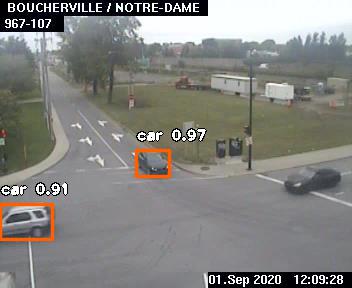 BOUCHERVILLE / NOTRE-DAME
967-107
car 0.97
car 0.91
01.Sep 2020 12:09:28